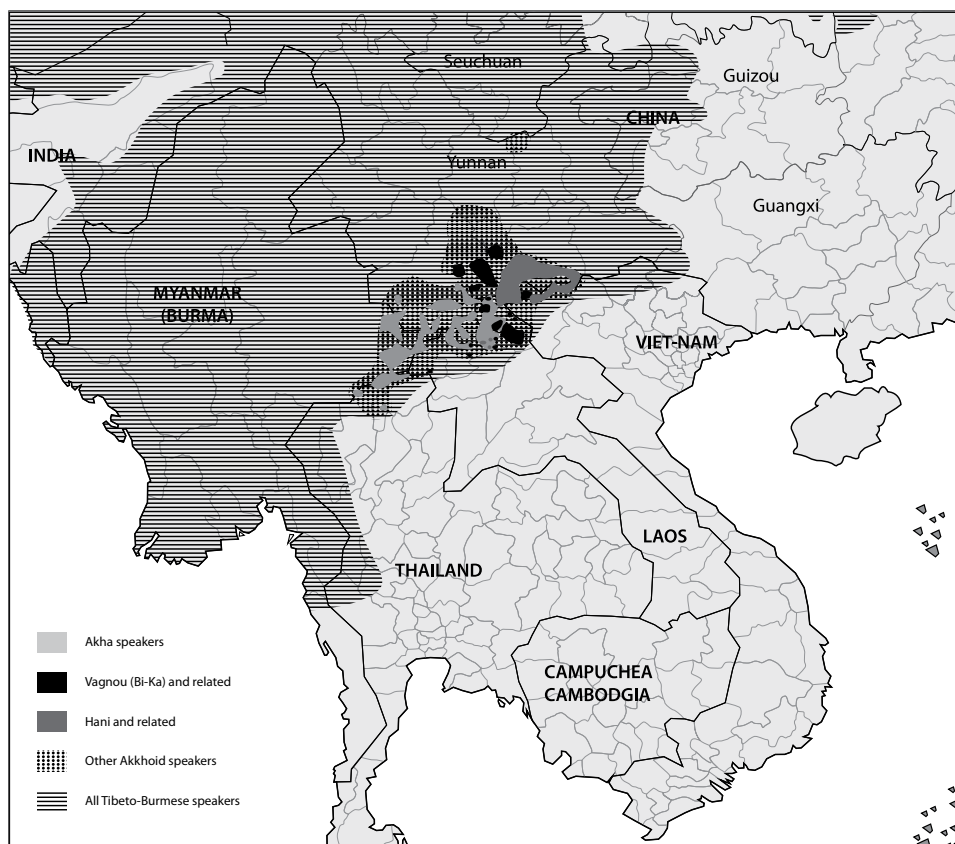 Seuchuan
Guizou
CHINA
INDIA
Yunnan
Guangxi
MYANMAR
(BURMA)
VIET-NAM
LAOS
THAILAND
CAMPUCHEA
CAMBODGIA
Akha speakers
Vagnou (Bi-Ka) and related
Hani and related
Other Akkhoid speakers
All Tibeto-Burmese speakers